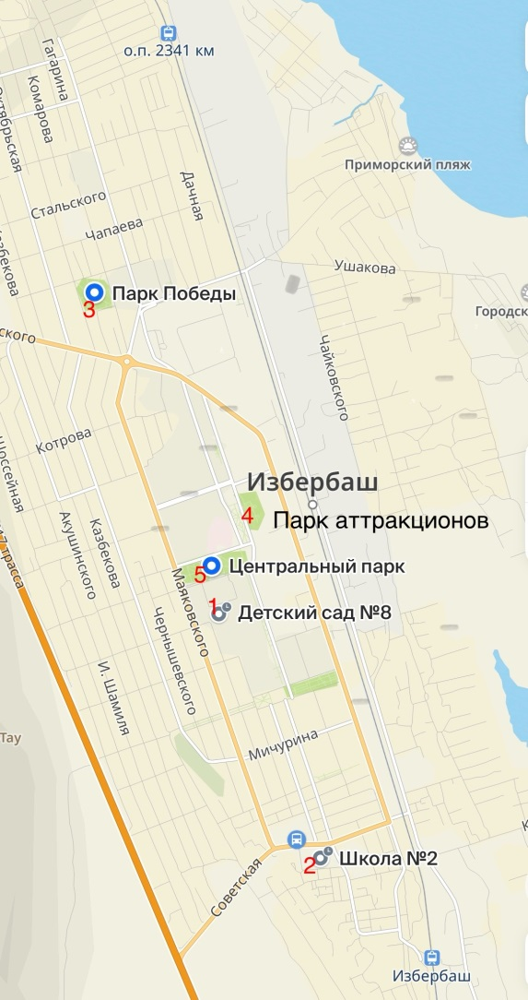 о.п. 2341 км
Гагарина
Комарова
Октябрьская
Приморский пляж
Дачная
Стальского
Чапаева
Казбекова
Ушакова
3
Парк Победы
Городск
ского
Чайковского
Котрова
Шоссейная
Избербаш
4
Парк аттракционов
Акушинского
Казбекова
трасса
5
Центральный парк
Маяковского
1
Детский сад №8
Чернышевского
И. Шамиля
Тау
Мичурина
2
Школа №2
Советская
Избербаш